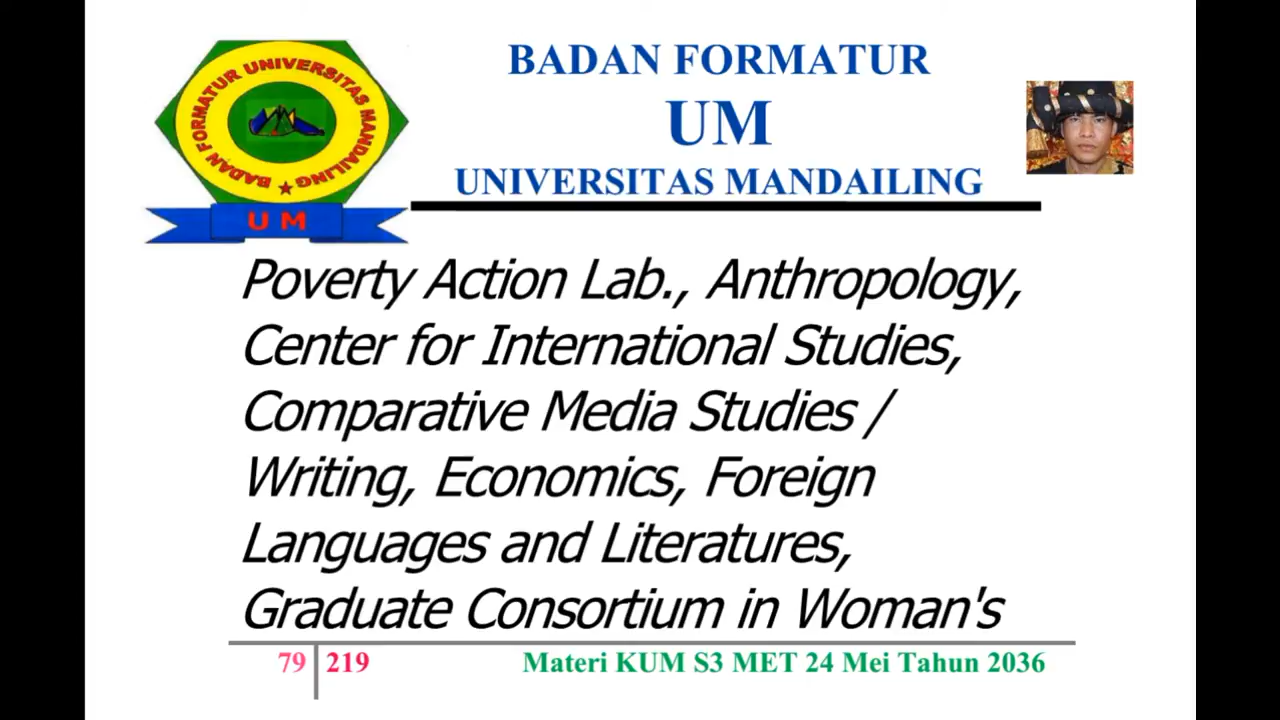 BADAN FORMATUR UNIVERSITAS MANDAILING
U M
BADAN FORMATUR
UM
UNIVERSITAS MANDAILING
Poverty Action Lab., Anthropology,
Center for International Studies,
Comparative Media Studies /
Writing, Economics, Foreign
Languages and Literatures,
Graduate Consortium in Woman's
79 219 Materi KUM S3 MET 24 Mei Tahun 2036